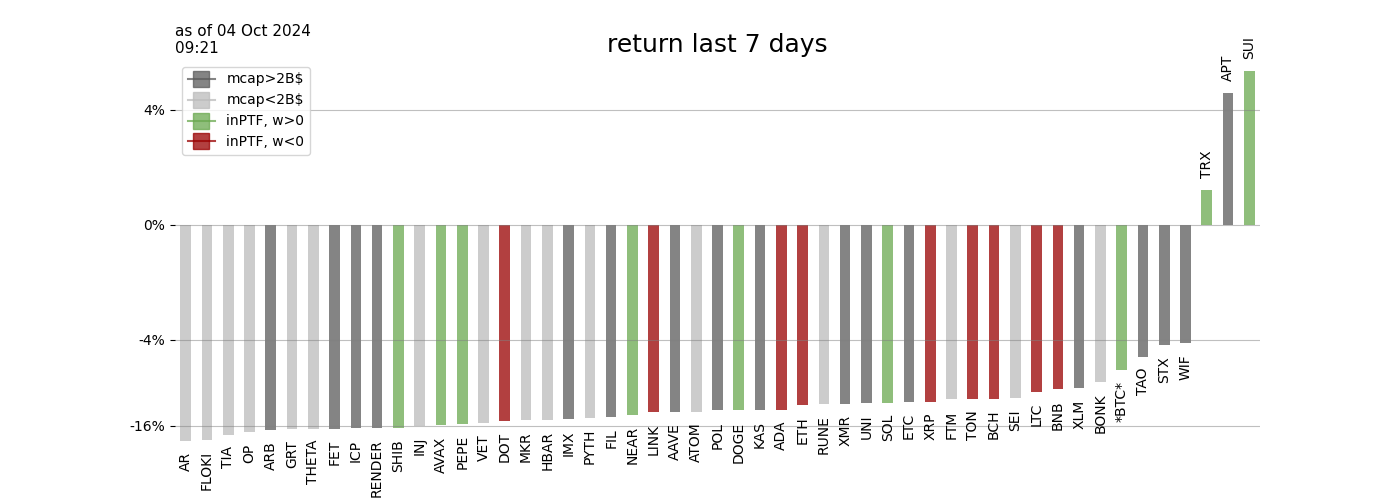 as of 04 Oct 2024
09:21
return last 7 days
mcap>2B$
mcap<2B$
inPTF, w>0
inPTF, w<0
4%
0%
-4%
-16%
AR
FLOKI
TIA
OP
ARB
GRT
THETA
FET
ICP
RENDER
SHIB
INJ
AVAX
PEPE
VET
DOT
MKR
HBAR
IMX
PYTH
FIL
NEAR
LINK
AAVE
ATOM
POL
DOGE
KAS
ADA
ETH
RUNE
XMR
UNI
SOL
ETC
XRP
FTM
TON
BCH
SEI
LTC
BNB
XLM
BONK
*BTC*
TAO
STX
WIF
TRX
APT
SUI